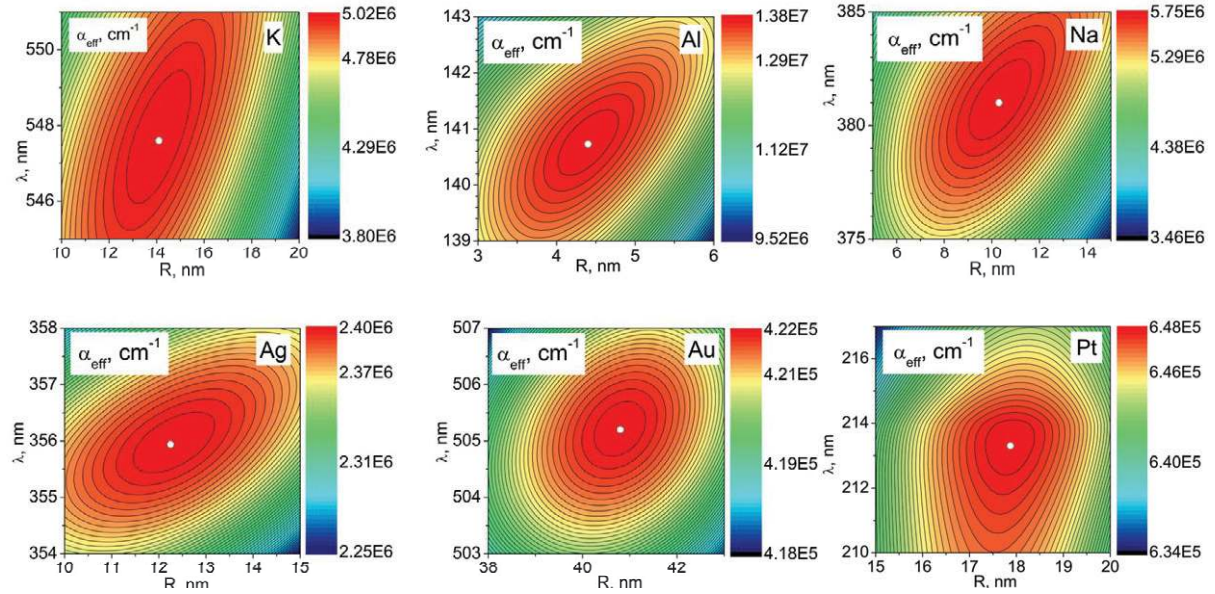 α_eff, cm⁻¹
K
550
548
546
λ, nm
10 12 14 16 18 20
R, nm
5.02E6
4.78E6
4.29E6
3.80E6
α_eff, cm⁻¹
Al
143
142
141
140
139
λ, nm
3 4 5 6
R, nm
1.38E7
1.29E7
1.12E7
9.52E6
α_eff, cm⁻¹
Na
385
380
375
λ, nm
6 8 10 12 14
R, nm
5.75E6
5.29E6
4.38E6
3.46E6
α_eff, cm⁻¹
Ag
358
357
356
355
354
λ, nm
10 11 12 13 14 15
R, nm
2.40E6
2.37E6
2.31E6
2.25E6
α_eff, cm⁻¹
Au
507
506
505
504
503
λ, nm
38 40 42
R, nm
4.22E5
4.21E5
4.19E5
4.18E5
α_eff, cm⁻¹
Pt
216
214
212
210
λ, nm
15 16 17 18 19 20
R, nm
6.48E5
6.46E5
6.40E5
6.34E5